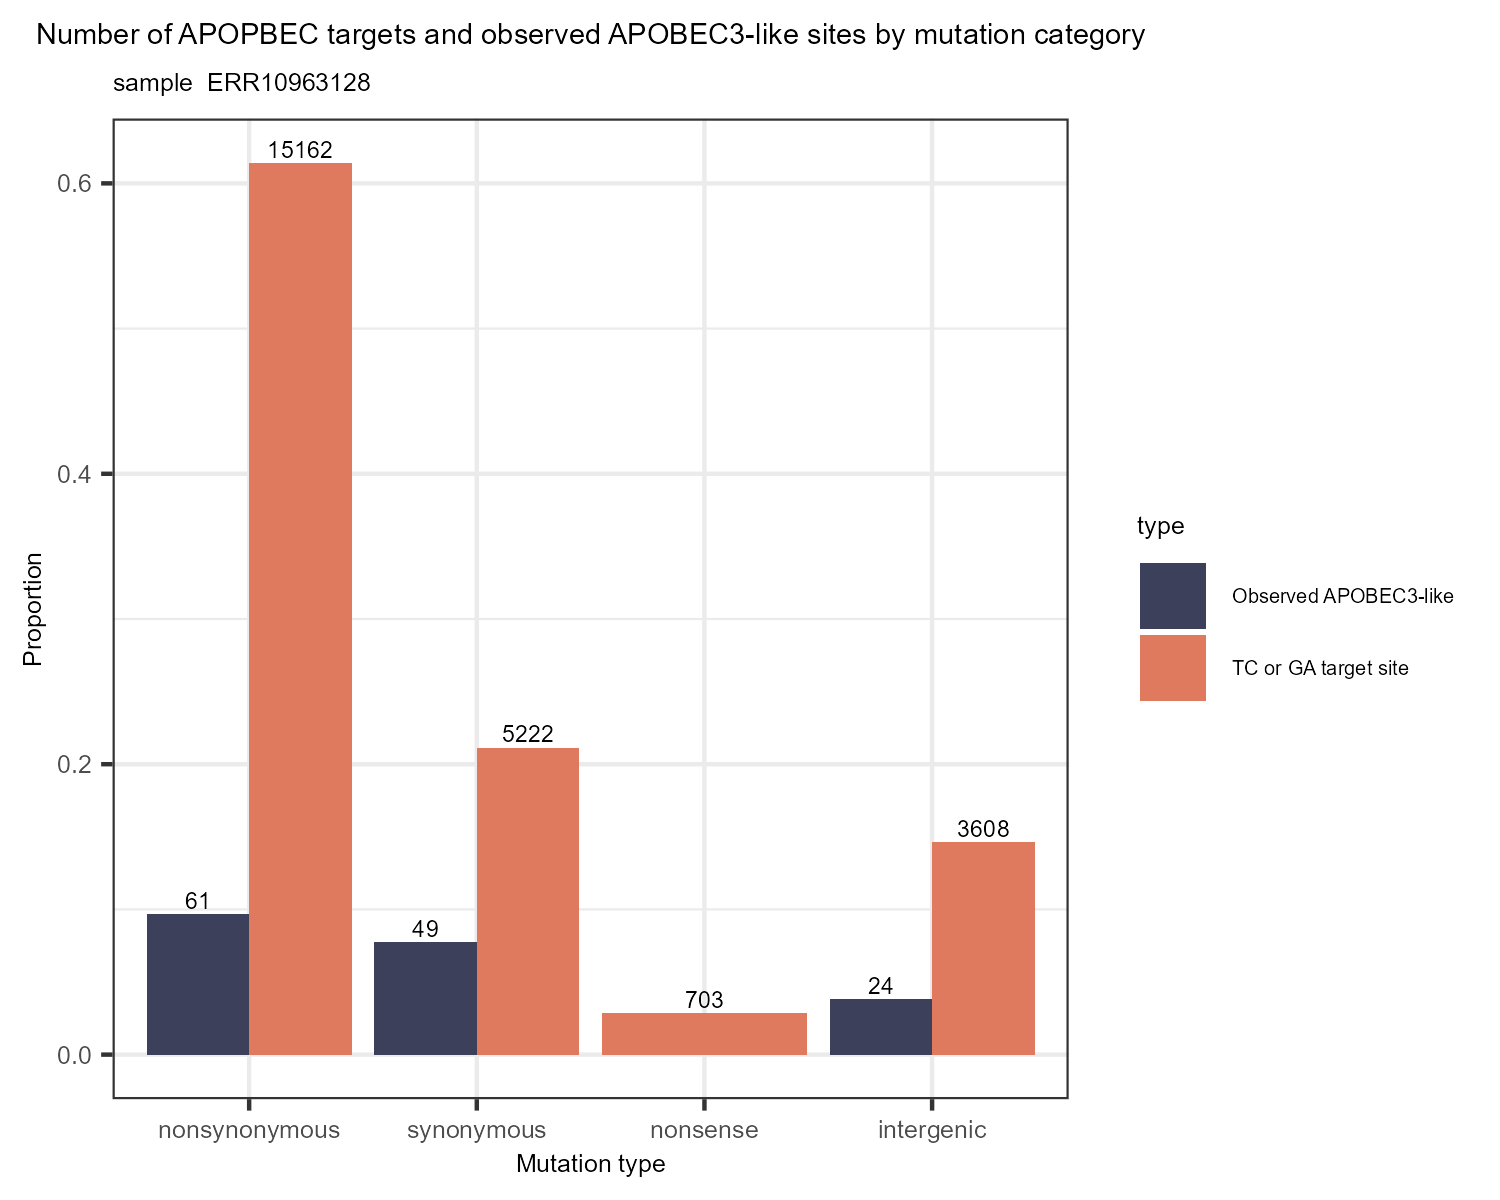 Number of APOPBEC targets and observed APOBEC3-like sites by mutation category
sample  ERR10963128
15162
0.6
0.4
type
Observed APOBEC3-like
TC or GA target site
Proportion
5222
0.2
3608
61
49
24
703
0.0
nonsynonymous synonymous nonsense intergenic
Mutation type